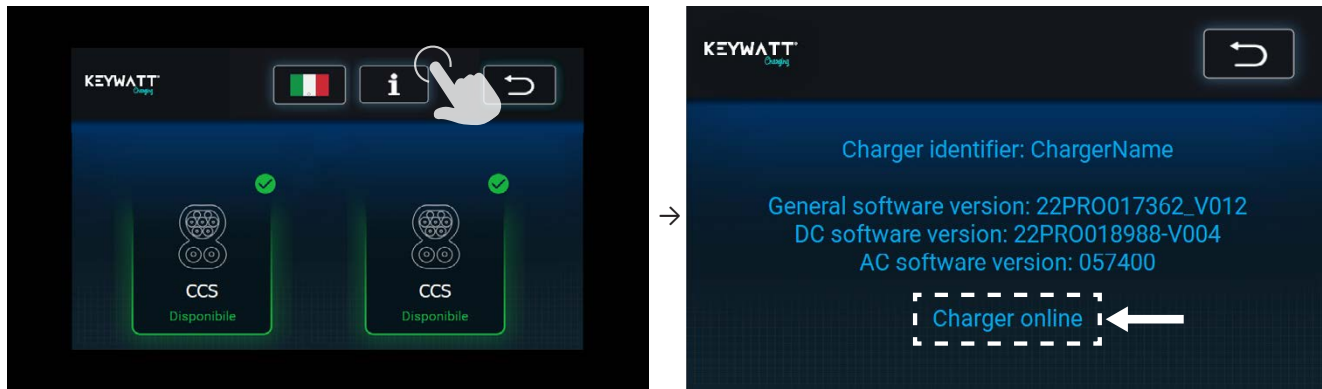 KEYWATT
Charging
i
CCS
Disponibile
CCS
Disponibile
→
KEYWATT
Charging
Charger identifier: ChargerName
General software version: 22PRO017362_V012
DC software version: 22PRO018988-V004
AC software version: 057400
Charger online